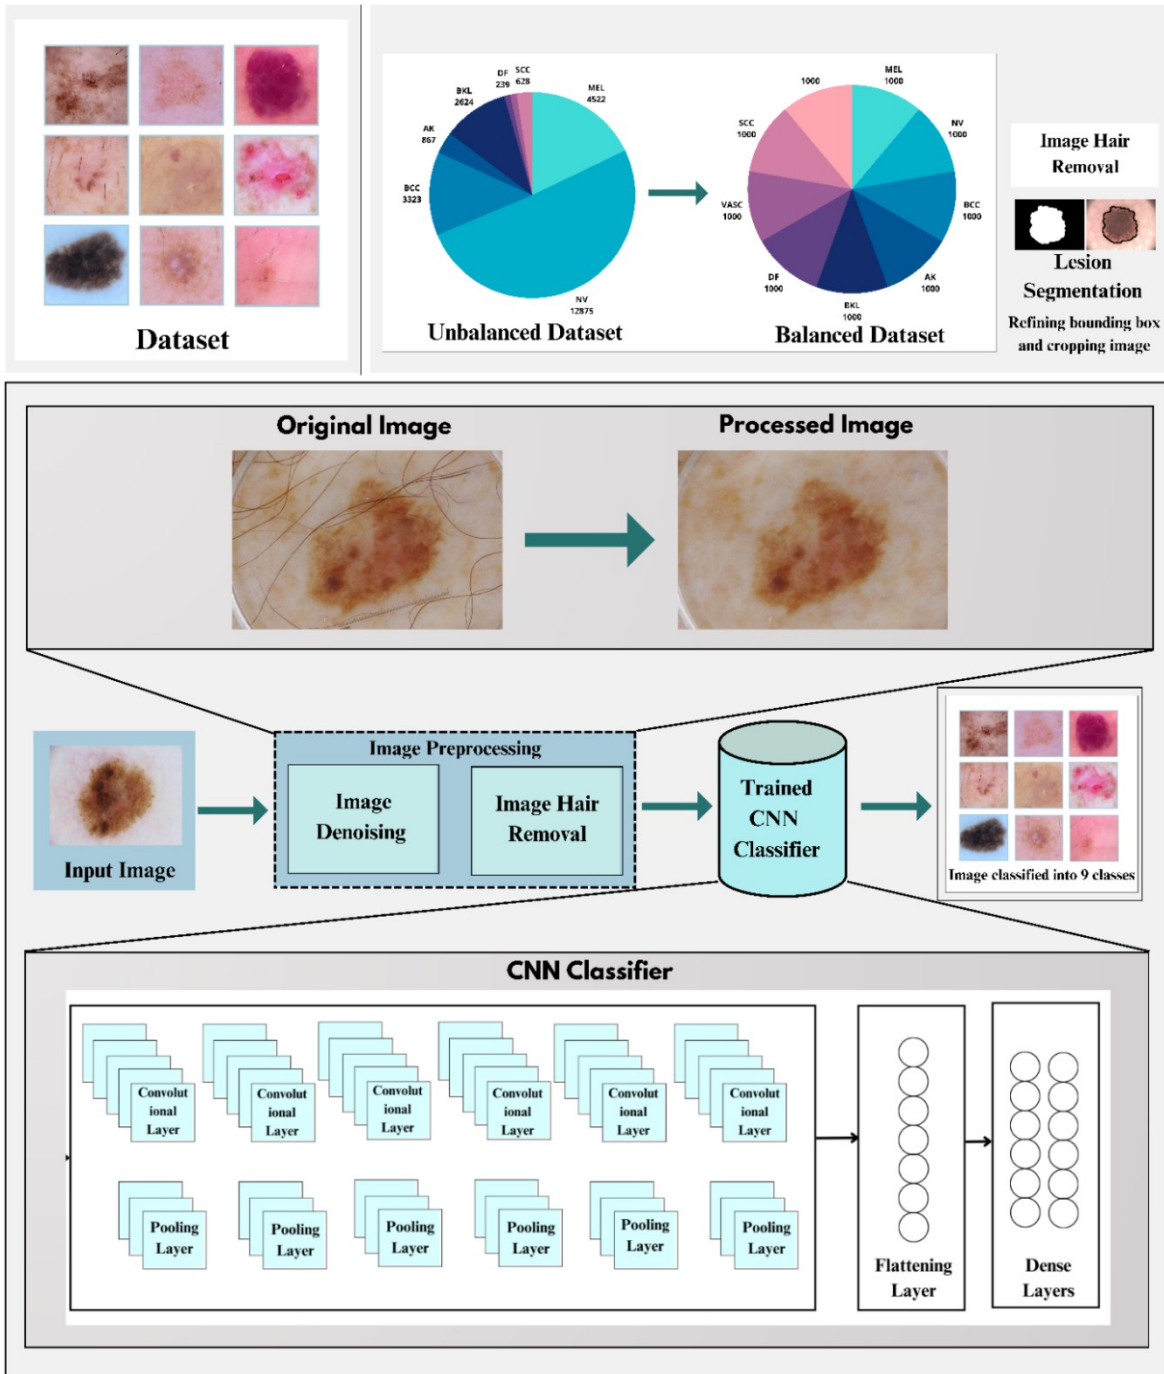 Dataset
SCC
628
DF
239
MEL
4522
BKL
2624
AK
867
BCC
3323
NV
12875
Unbalanced Dataset
1000
MEL
1000
SCC
1000
NV
1000
VASC
1000
BCC
1000
DF
1000
AK
1000
BKL
1000
Balanced Dataset
Image Hair
Removal
Lesion
Segmentation
Refining bounding box
and cropping image
Original Image
Processed Image
Input Image
Image Preprocessing
Image
Denoising
Image Hair
Removal
Trained
CNN
Classifier
Image classified into 9 classes
CNN Classifier
Convolut
ional
Layer
Convolut
ional
Layer
Convolut
ional
Layer
Convolut
ional
Layer
Convolut
ional
Layer
Convolut
ional
Layer
Pooling
Layer
Pooling
Layer
Pooling
Layer
Pooling
Layer
Pooling
Layer
Pooling
Layer
Flattening
Layer
Dense
Layers